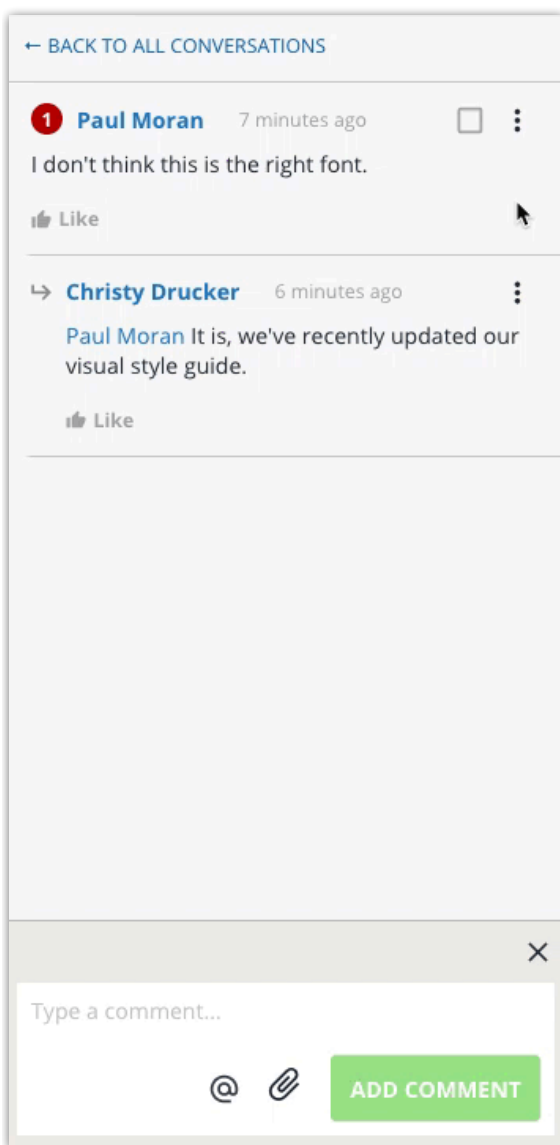 ← BACK TO ALL CONVERSATIONS
1 Paul Moran 7 minutes ago
I don't think this is the right font.
Like
Christy Drucker 6 minutes ago
Paul Moran It is, we've recently updated our
visual style guide.
Like
Type a comment...
@ ADD COMMENT